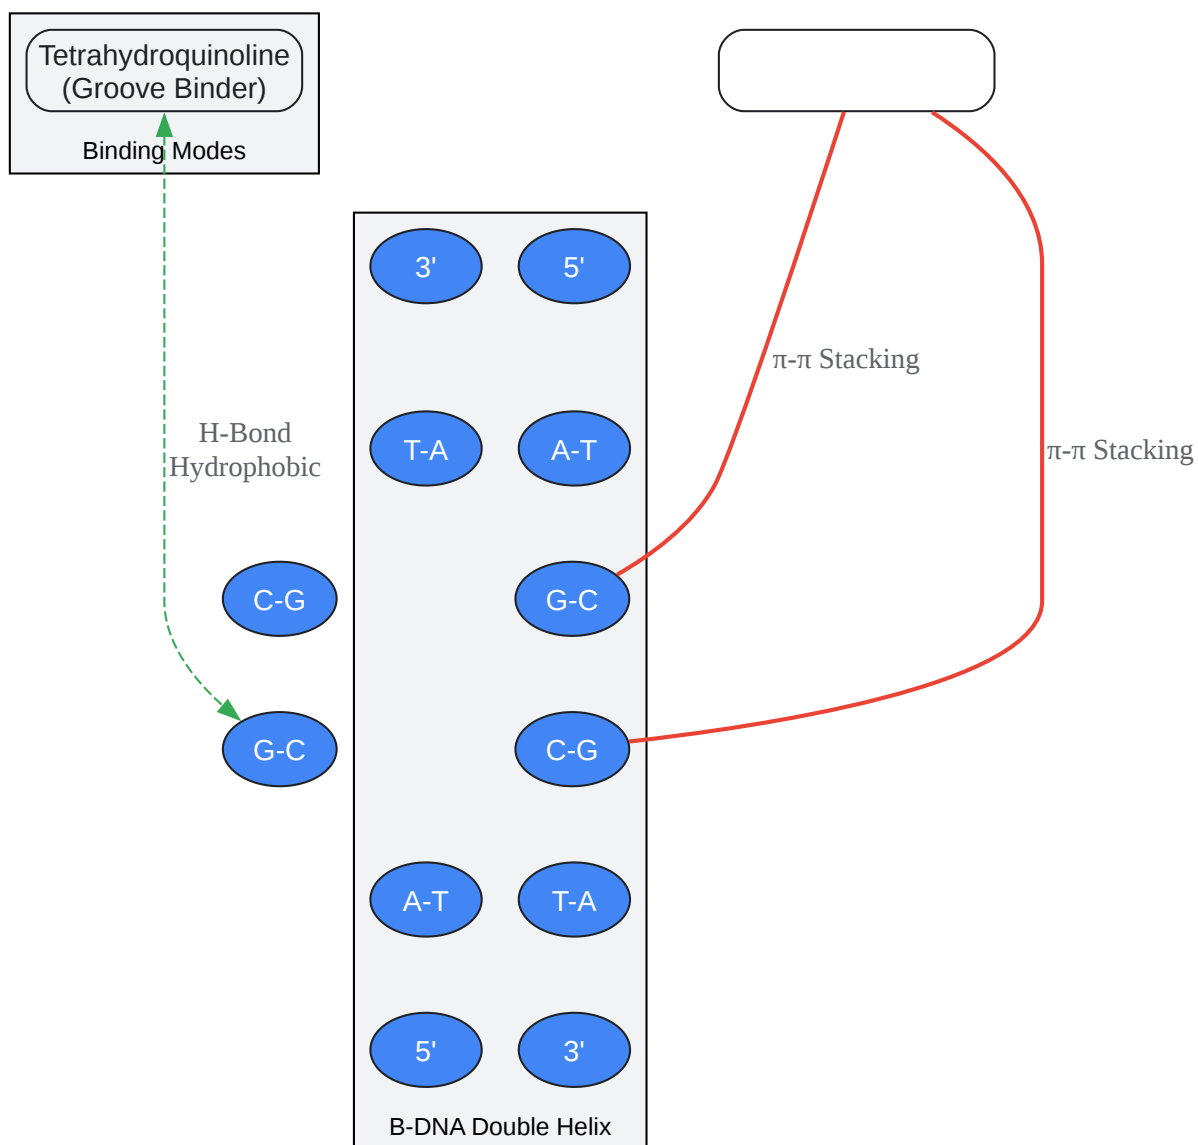 Tetrahydroquinoline
(Groove Binder)
Binding Modes
3'
5'
π-π Stacking
H-Bond
Hydrophobic
T-A
A-T
π-π Stacking
C-G
G-C
G-C
C-G
A-T
T-A
5'
3'
B-DNA Double Helix